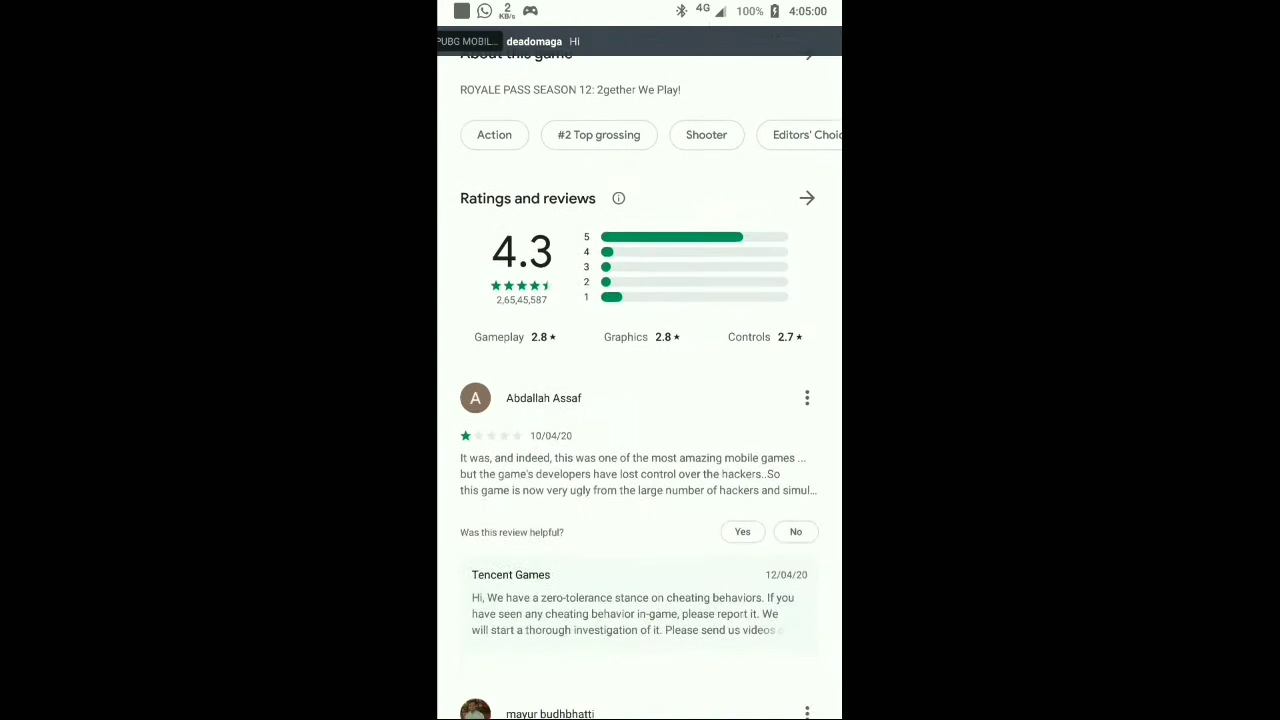 2
KB/s
4G
100%
4:05:00
PUBG MOBIL...
deadomaga Hi
About this game
ROYALE PASS SEASON 12: 2gether We Play!
Action
#2 Top grossing
Shooter
Editors' Choic
Ratings and reviews
4.3
2,65,45,587
5
4
3
2
1
Gameplay 2.8 ★
Graphics 2.8 ★
Controls 2.7 ★
A
Abdallah Assaf
10/04/20
It was, and indeed, this was one of the most amazing mobile games ...
but the game's developers have lost control over the hackers..So
this game is now very ugly from the large number of hackers and simul...
Was this review helpful?
Yes
No
Tencent Games
12/04/20
Hi, We have a zero-tolerance stance on cheating behaviors. If you
have seen any cheating behavior in-game, please report it. We
will start a thorough investigation of it. Please send us videos
mayur budhbhatti